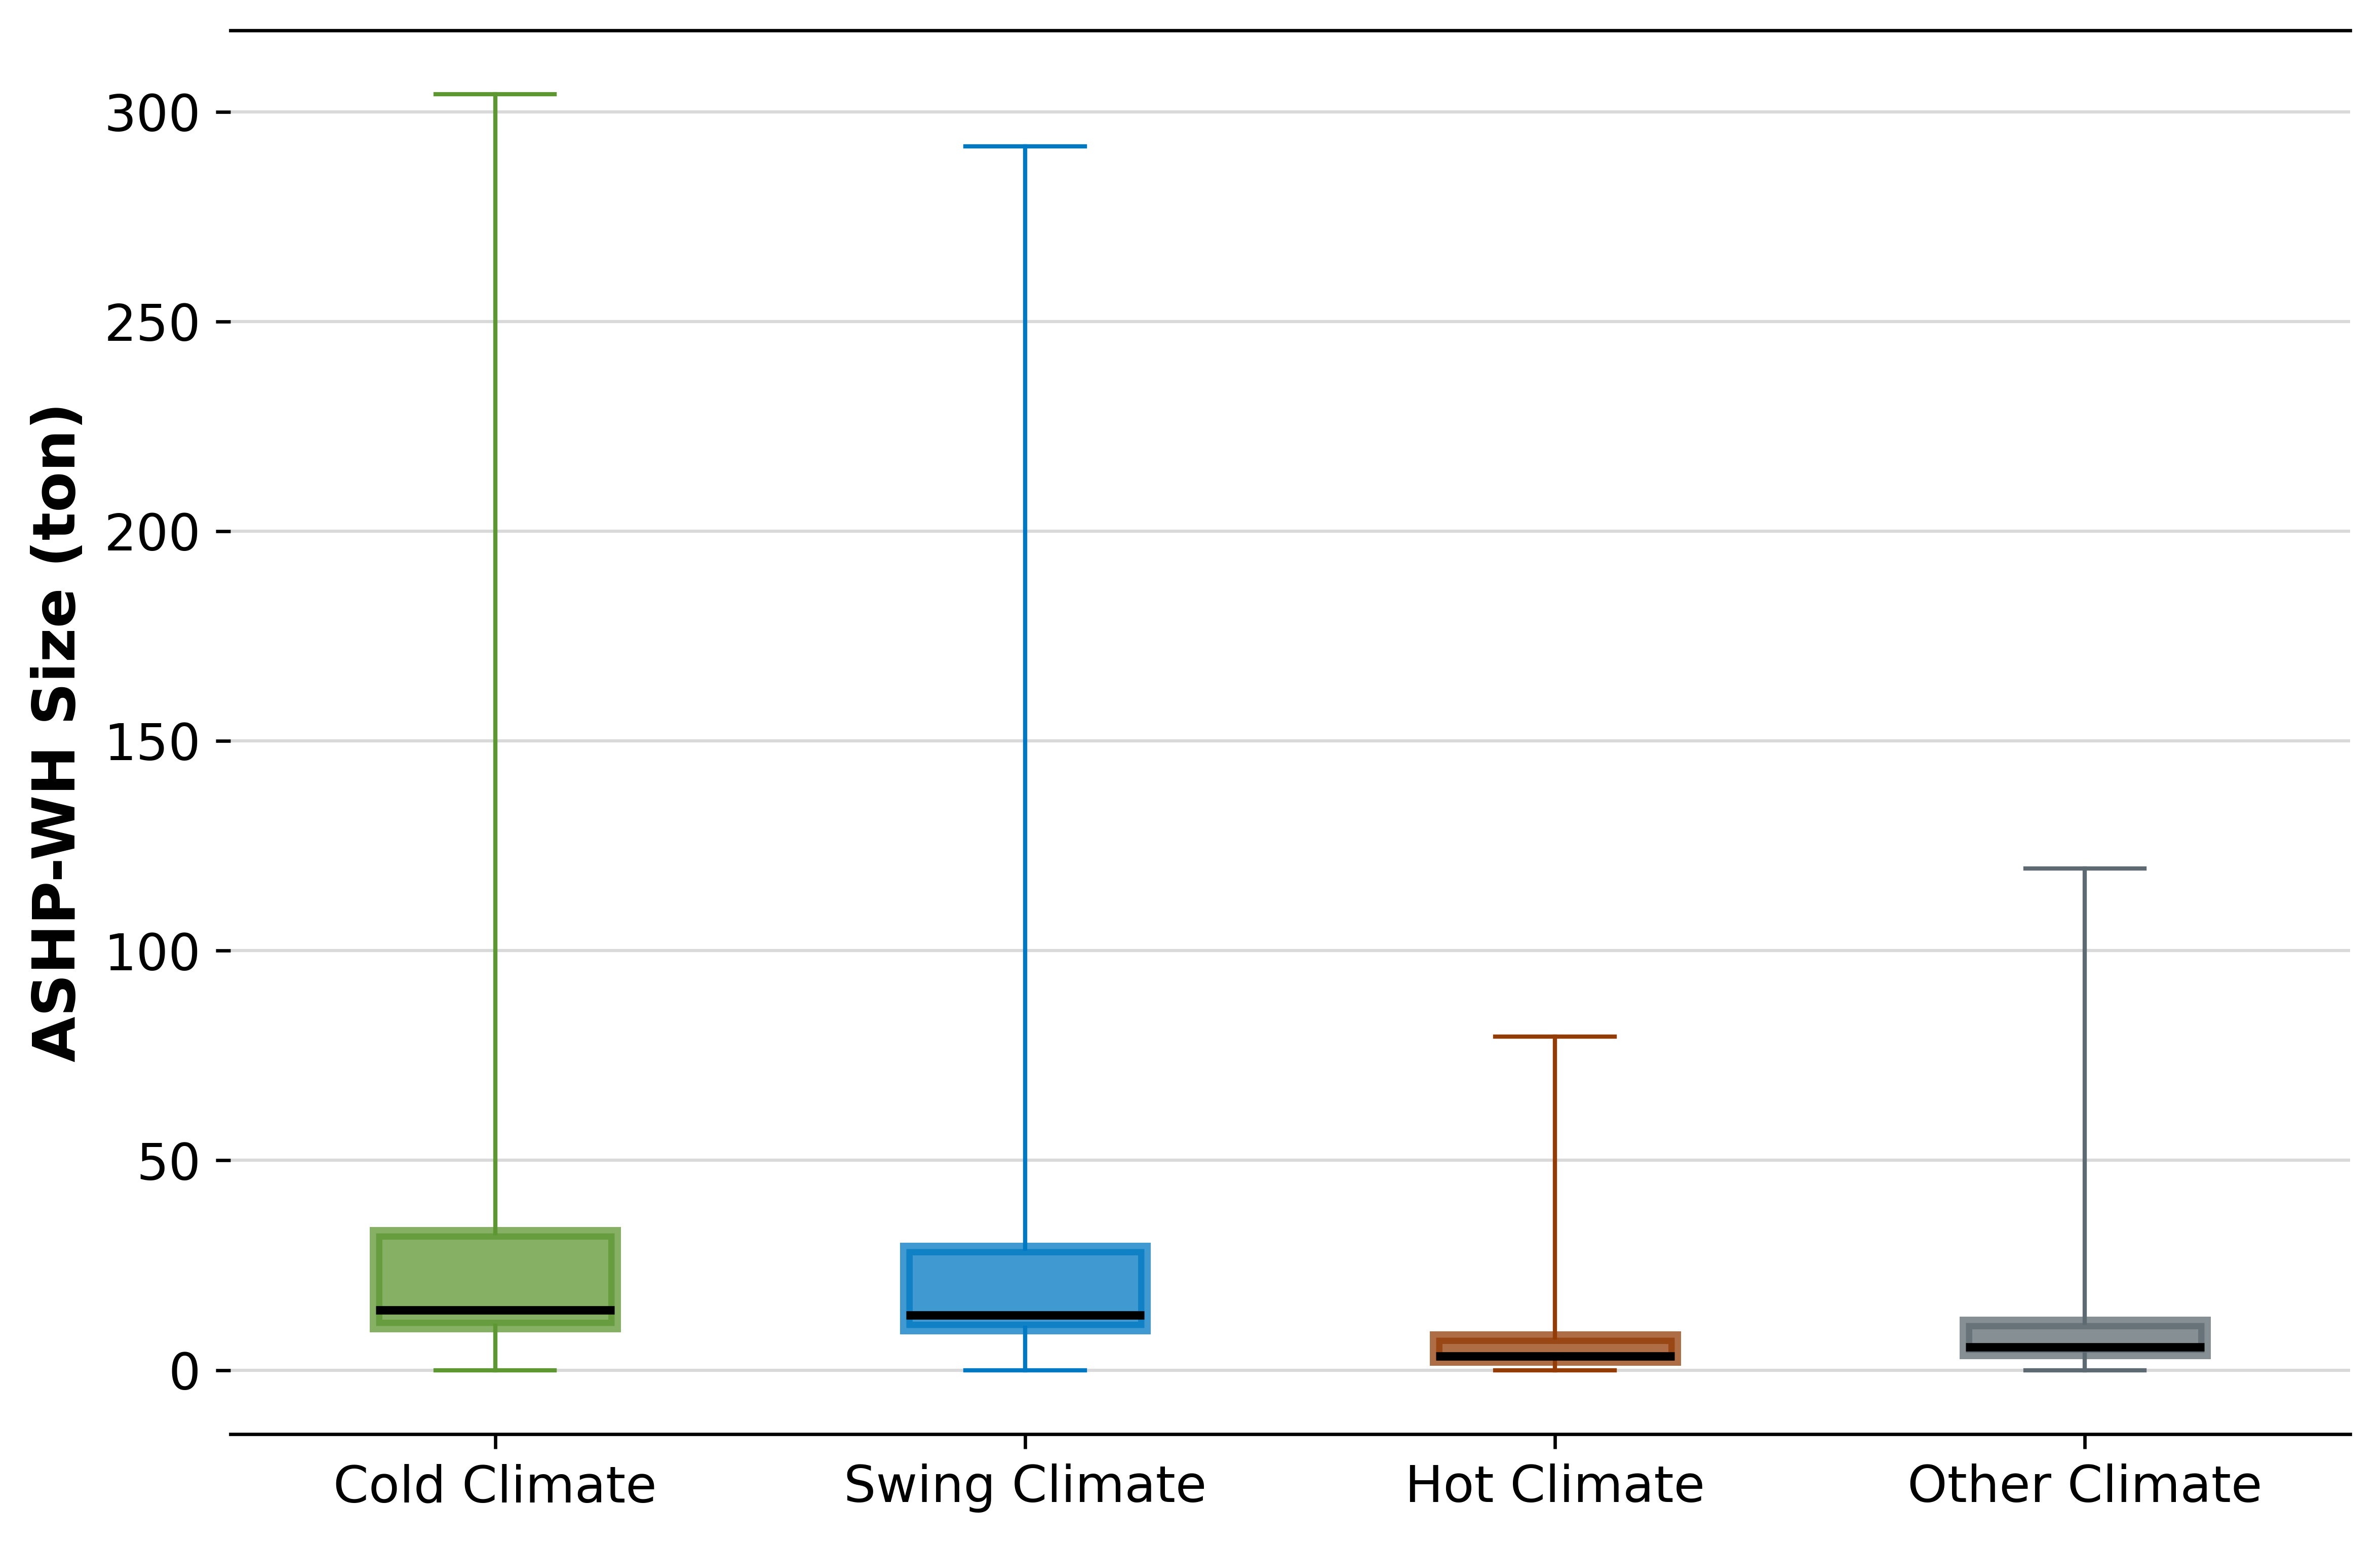 ASHP-WH Size (ton)
300
250
200
150
100
50
0
Cold Climate
Swing Climate
Hot Climate
Other Climate